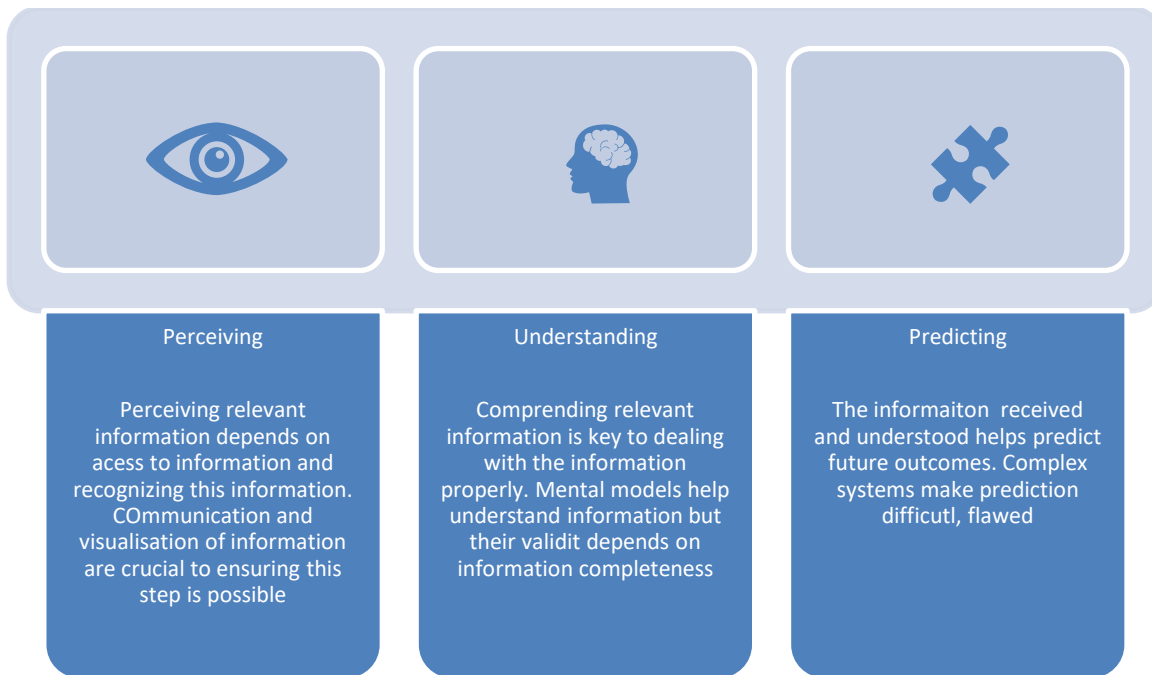 Perceiving
Perceiving relevant
information depends on
acess to information and
recognizing this information.
COmmunication and
visualisation of information
are crucial to ensuring this
step is possible
Understanding
Comprending relevant
information is key to dealing
with the information
properly. Mental models help
understand information but
their validit depends on
information completeness
Predicting
The informaiton  received
and understood helps predict
future outcomes. Complex
systems make prediction
difficutl, flawed